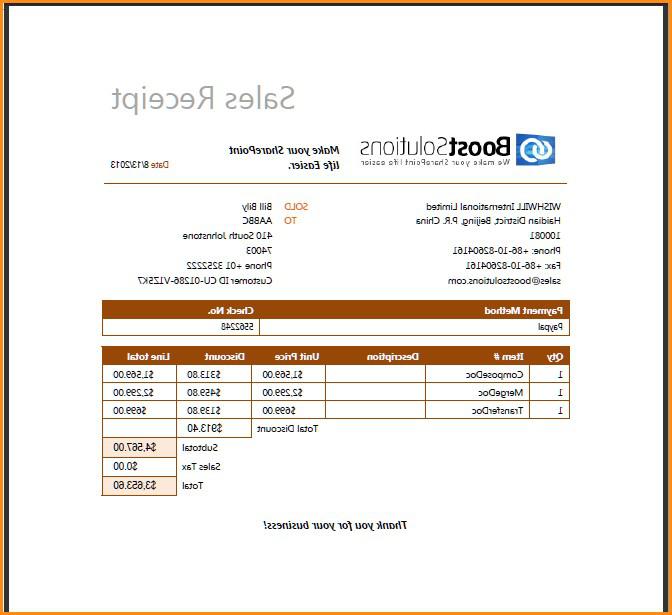 Sales Receipt
BoostSolutions
We make your SharePoint life easier
Make your SharePoint
life Easier.
Date 8/13/2013
WISHWILL International Limited
Haidian District, Beijing, P.R. China
100081
Phone: +86-10-82604161
Fax: +86-10-82604161
sales@boostsolutions.com
SOLD
TO
Bill Bily
AABBC
410 South Johnstone
74003
Phone +01 3252222
Customer ID CU-01286-V1Z5K7
Payment Method Check No.
Paypal 5562248
Qty Item # Description Unit Price Discount Line total
1 ComposeDoc $1,569.00 $313.80 $1,569.00
1 MergeDoc $2,299.00 $459.80 $2,299.00
1 TransferDoc $699.00 $139.80 $699.00
Total Discount $913.40
Subtotal $4,567.00
Sales Tax $0.00
Total $3,653.60
Thank you for your business!